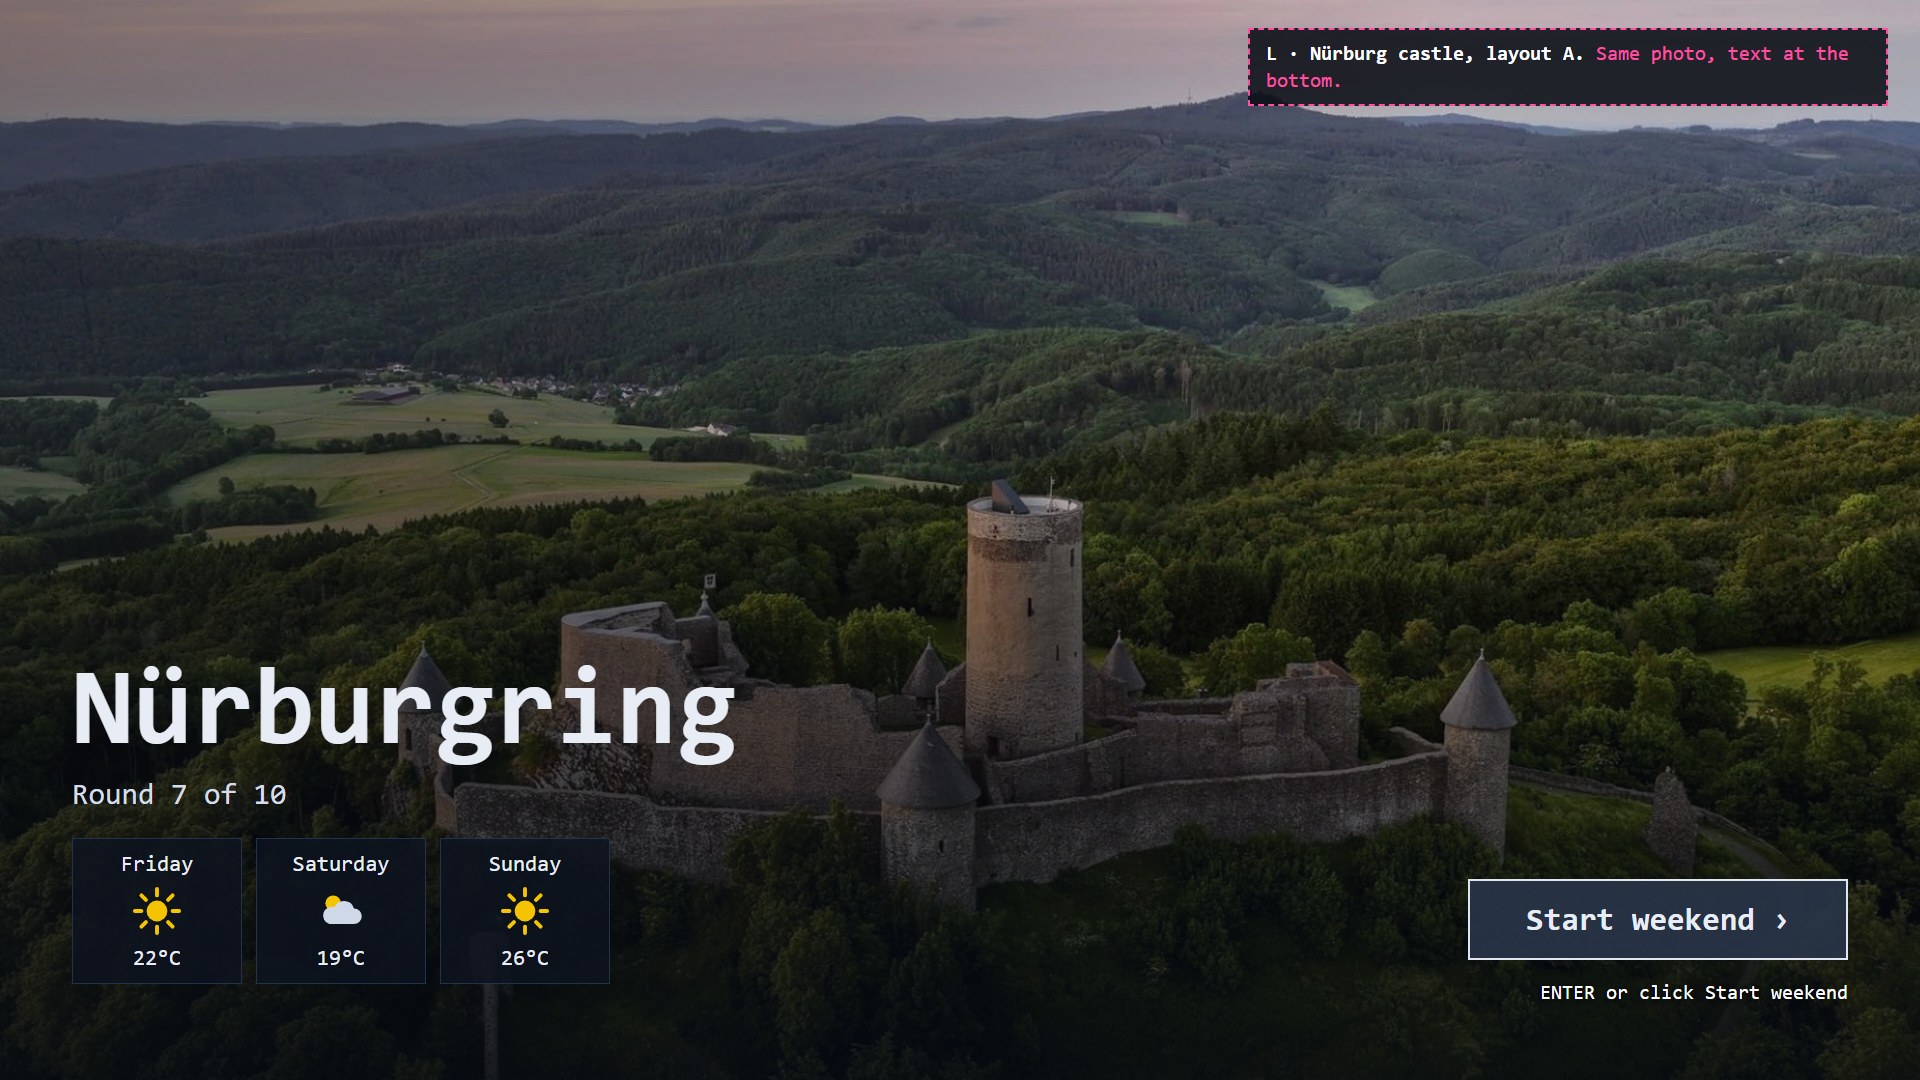 L · Nürburg castle, layout A. Same photo, text at the
bottom.
Nürburgring
Round 7 of 10
Friday
22°C
Saturday
19°C
Sunday
26°C
Start weekend ›
ENTER or click Start weekend